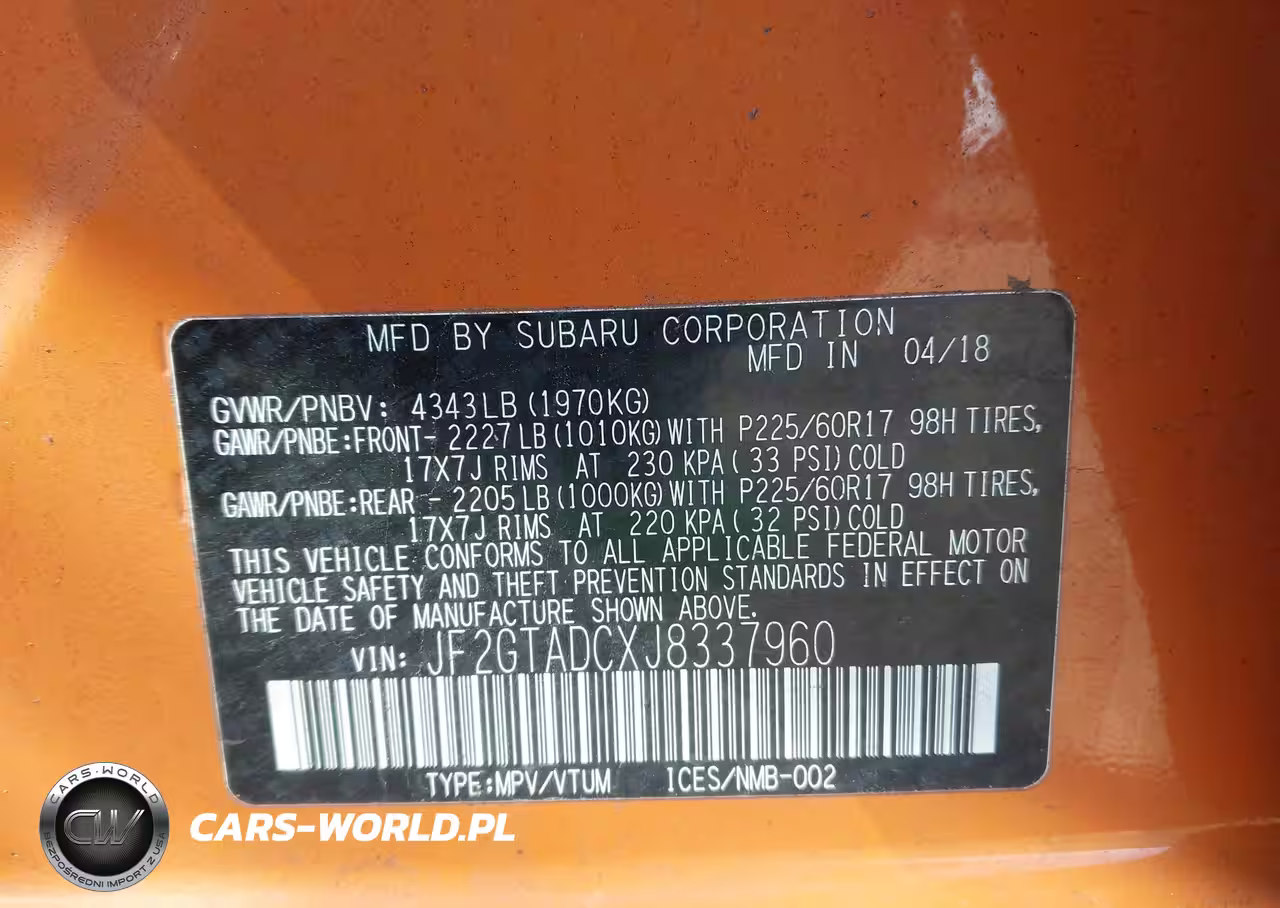 MFD BY SUBARU CORPORATION
MFD IN 04/18
GVWR/PNBV: 4343LB (1970KG)
GAWR/PNBE:FRONT- 2227LB (1010KG) WITH P225/60R17 98H TIRES,
17X7J RIMS AT 230 KPA ( 33 PSI) COLD
GAWR/PNBE:REAR - 2205LB (1000KG) WITH P225/60R17 98H TIRES,
17X7J RIMS AT 220 KPA ( 32 PSI) COLD
THIS VEHICLE CONFORMS TO ALL APPLICABLE FEDERAL MOTOR
VEHICLE SAFETY AND THEFT PREVENTION STANDARDS IN EFFECT ON
THE DATE OF MANUFACTURE SHOWN ABOVE.
VIN: JF2GTADCXJ8337960
TYPE:MPV/VTUM ICES/NMB-002
CARS-WORLD
CW
BEZPOŚREDNI IMPORT Z USA
CARS-WORLD.PL